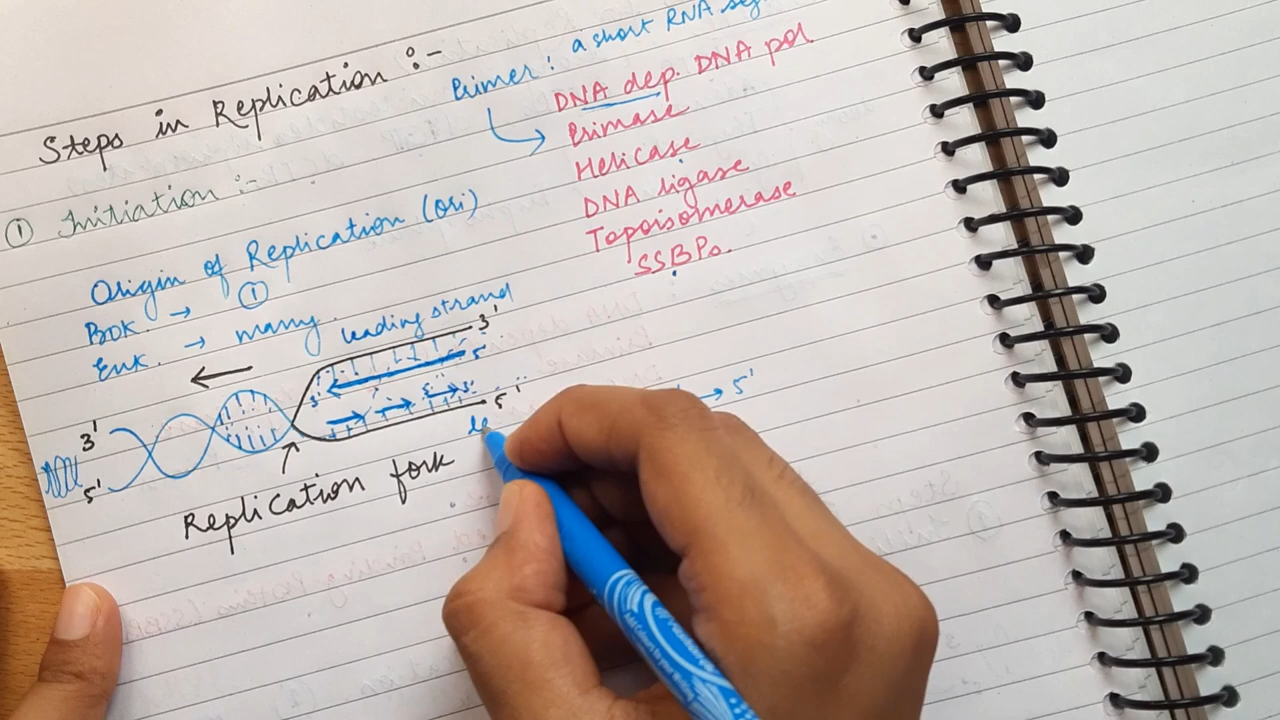 Steps in Replication :-
Primer : a short RNA seg
DNA dep. DNA pol
Primase
Helicase
DNA ligase
Topoisomerase
SSBPs
① Initiation :-
Origin of Replication (ori)
Prok. → ①
Euk. → many
leading strand
3'
5'
3'
5'
3'
5'
→ 5'
le
Replication fork